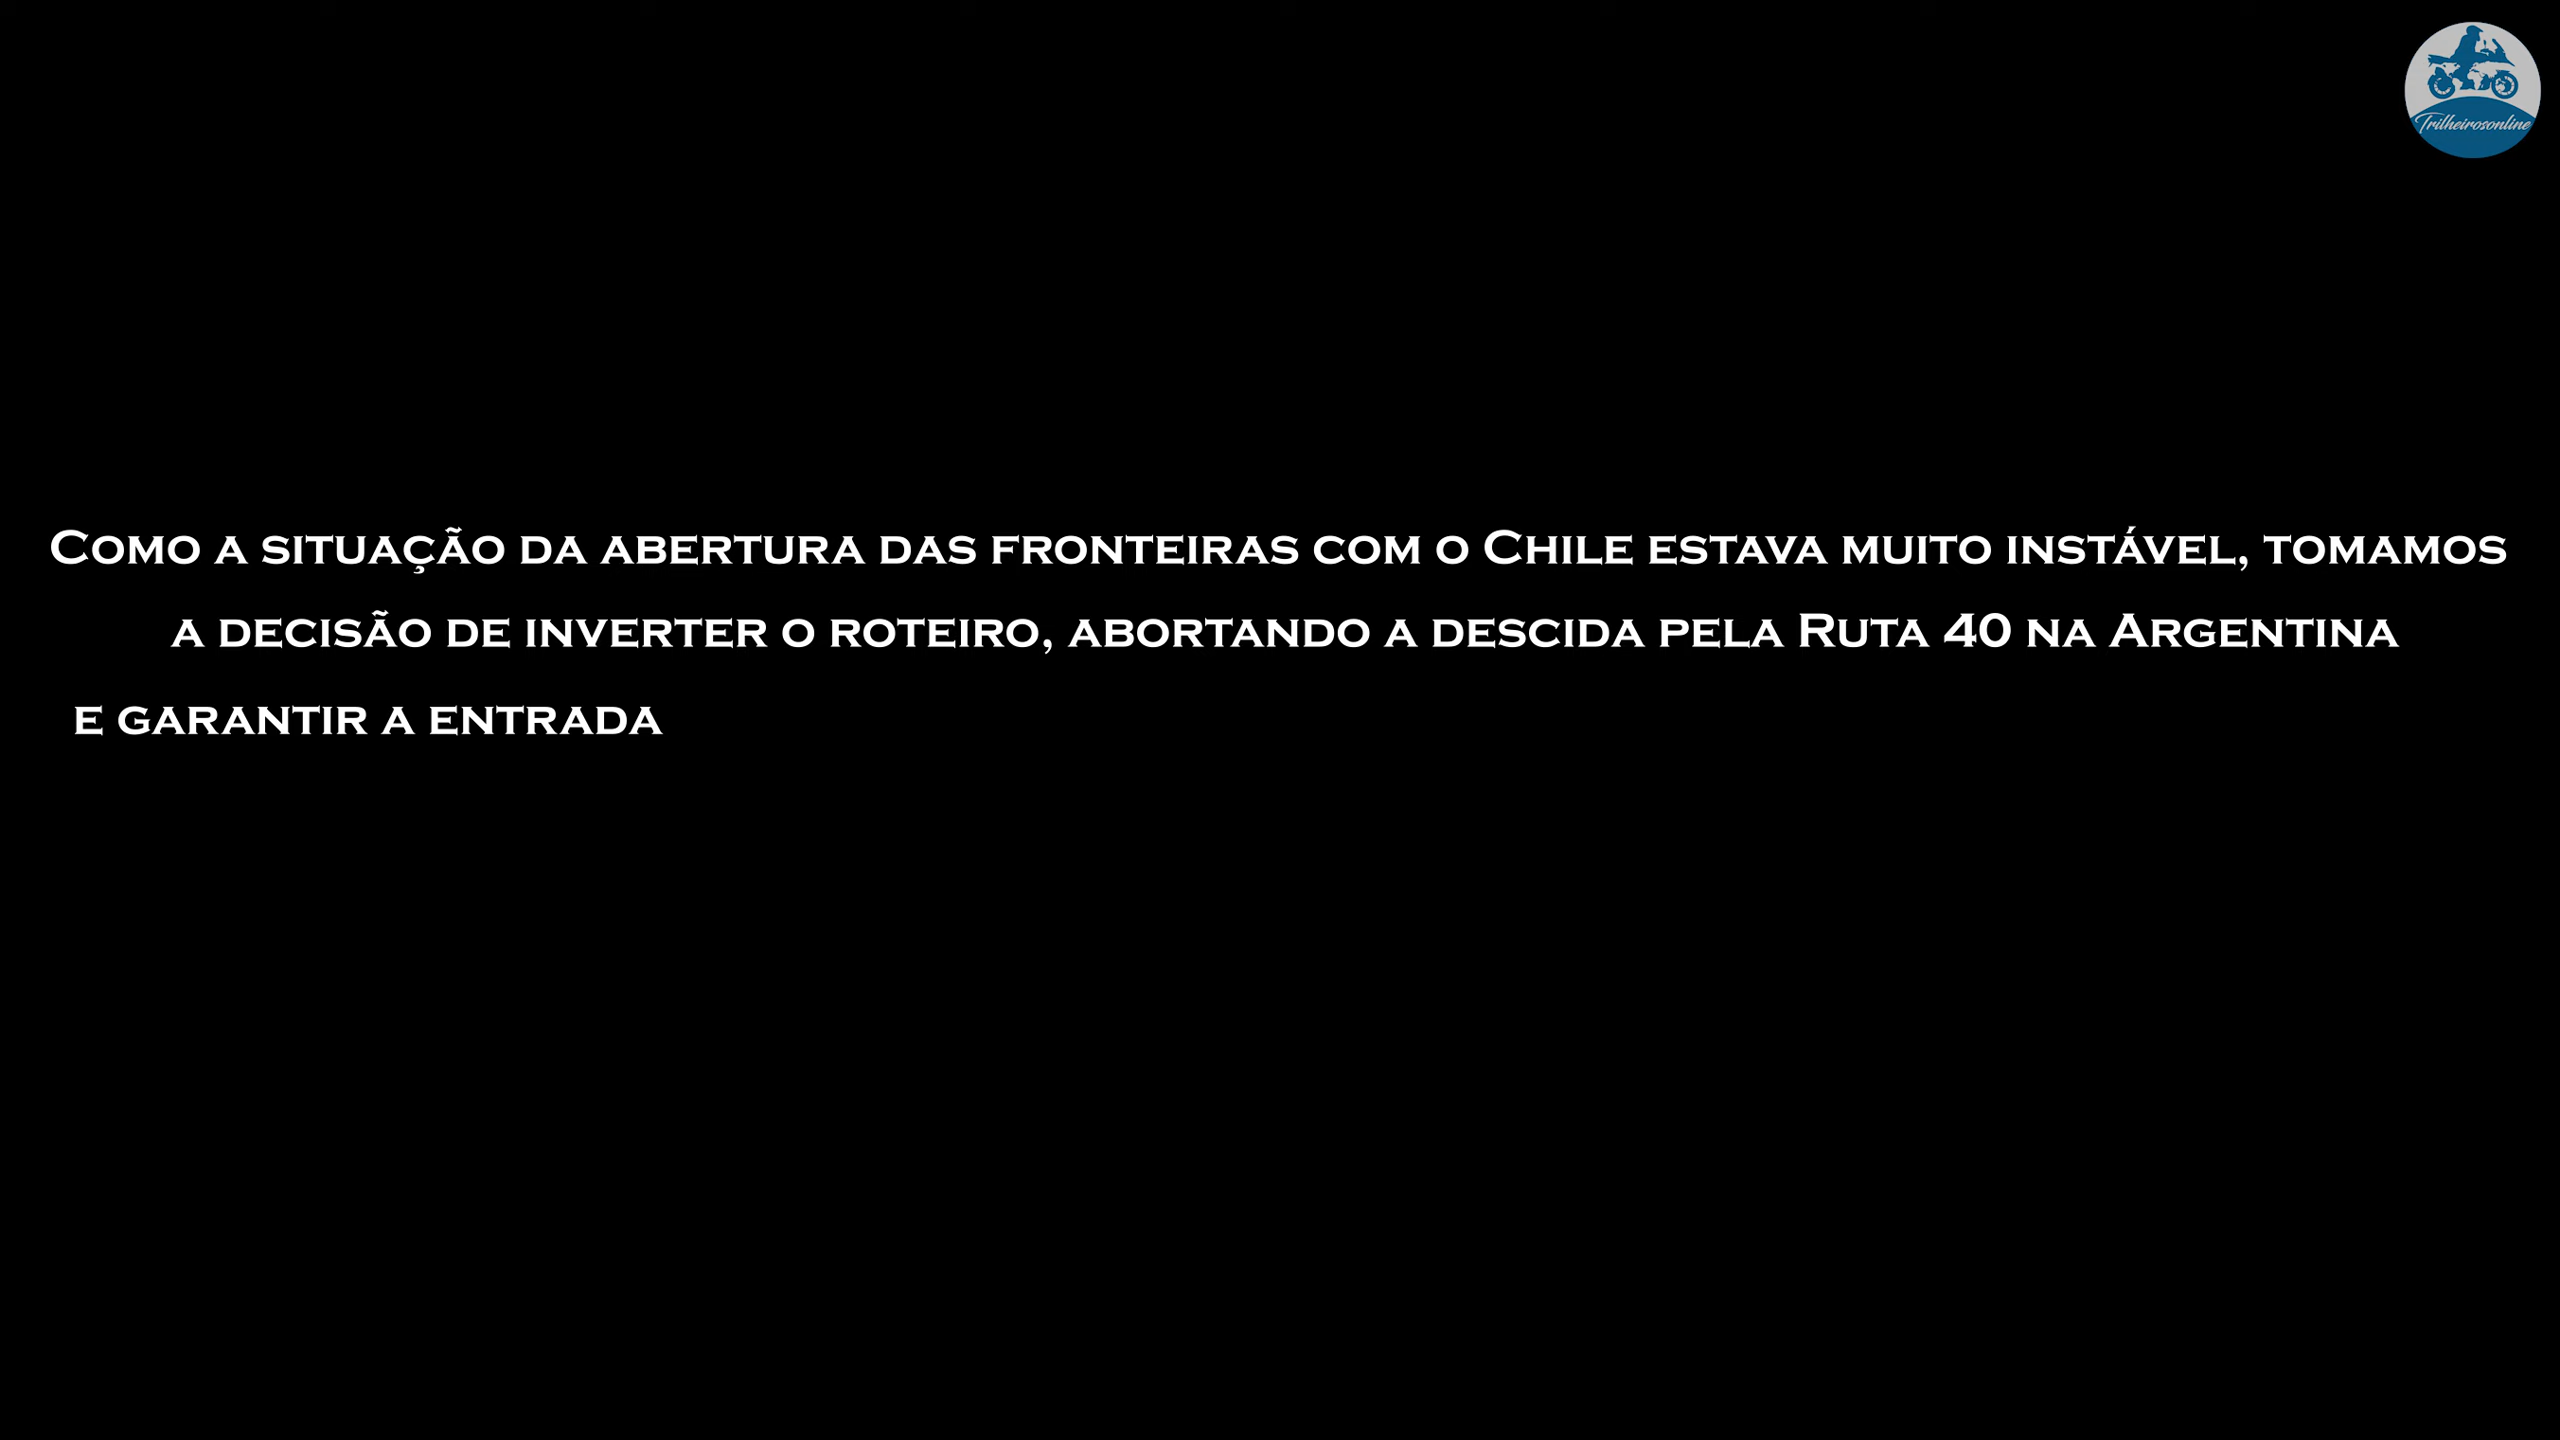 Trilheirosonline
Como a situação da abertura das fronteiras com o Chile estava muito instável, tomamos
a decisão de inverter o roteiro, abortando a descida pela Ruta 40 na Argentina
e garantir a entrada